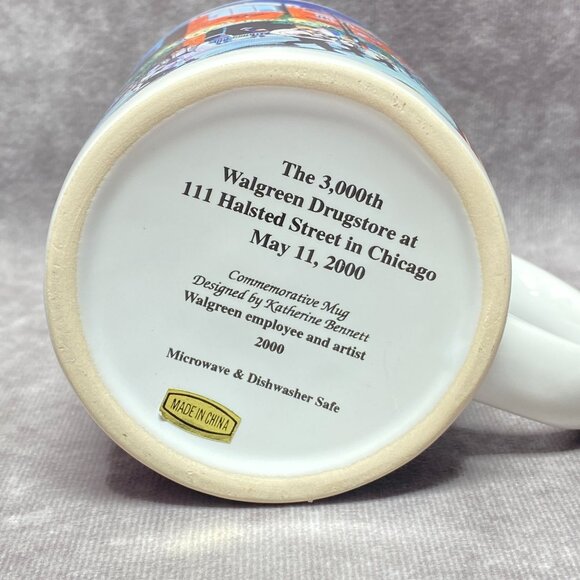 The 3,000th
Walgreen Drugstore at
111 Halsted Street in Chicago
May 11, 2000
Commemorative Mug
Designed by Katherine Bennett
Walgreen employee and artist
2000
Microwave & Dishwasher Safe
MADE IN CHINA